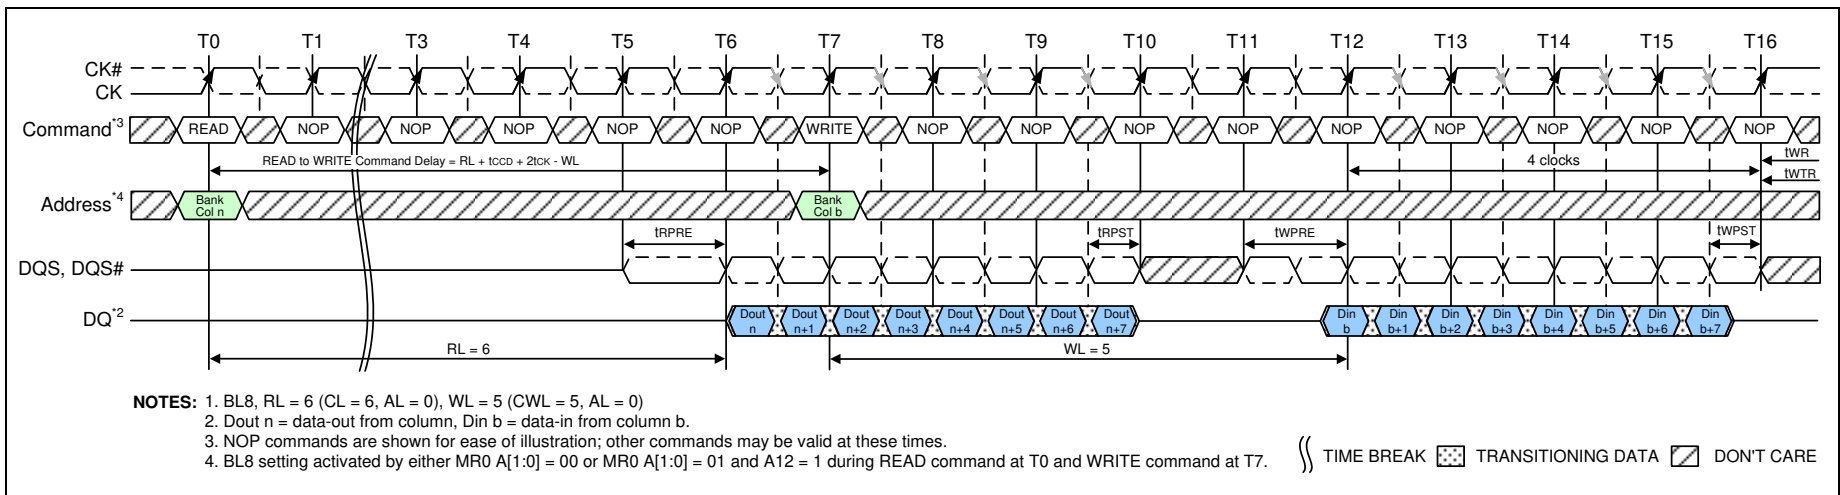 T0 T1 T3 T4 T5 T6 T7 T8 T9 T10 T11 T12 T13 T14 T15 T16
CK#
CK
Command*3 READ NOP NOP NOP NOP NOP WRITE NOP NOP NOP NOP NOP NOP NOP NOP NOP
READ to WRITE Command Delay = RL + tCCD + 2tCK - WL
4 clocks
tWR
tWTR
Address*4
Bank
Col n
Bank
Col b
tRPRE tRPST tWPRE tWPST
DQS, DQS#
DQ*2
Dout
n
Dout
n+1
Dout
n+2
Dout
n+3
Dout
n+4
Dout
n+5
Dout
n+6
Dout
n+7
Din
b
Din
b+1
Din
b+2
Din
b+3
Din
b+4
Din
b+5
Din
b+6
Din
b+7
RL = 6 WL = 5
NOTES: 1. BL8, RL = 6 (CL = 6, AL = 0), WL = 5 (CWL = 5, AL = 0)
2. Dout n = data-out from column, Din b = data-in from column b.
3. NOP commands are shown for ease of illustration; other commands may be valid at these times.
4. BL8 setting activated by either MR0 A[1:0] = 00 or MR0 A[1:0] = 01 and A12 = 1 during READ command at T0 and WRITE command at T7.
TIME BREAK TRANSITIONING DATA DON'T CARE